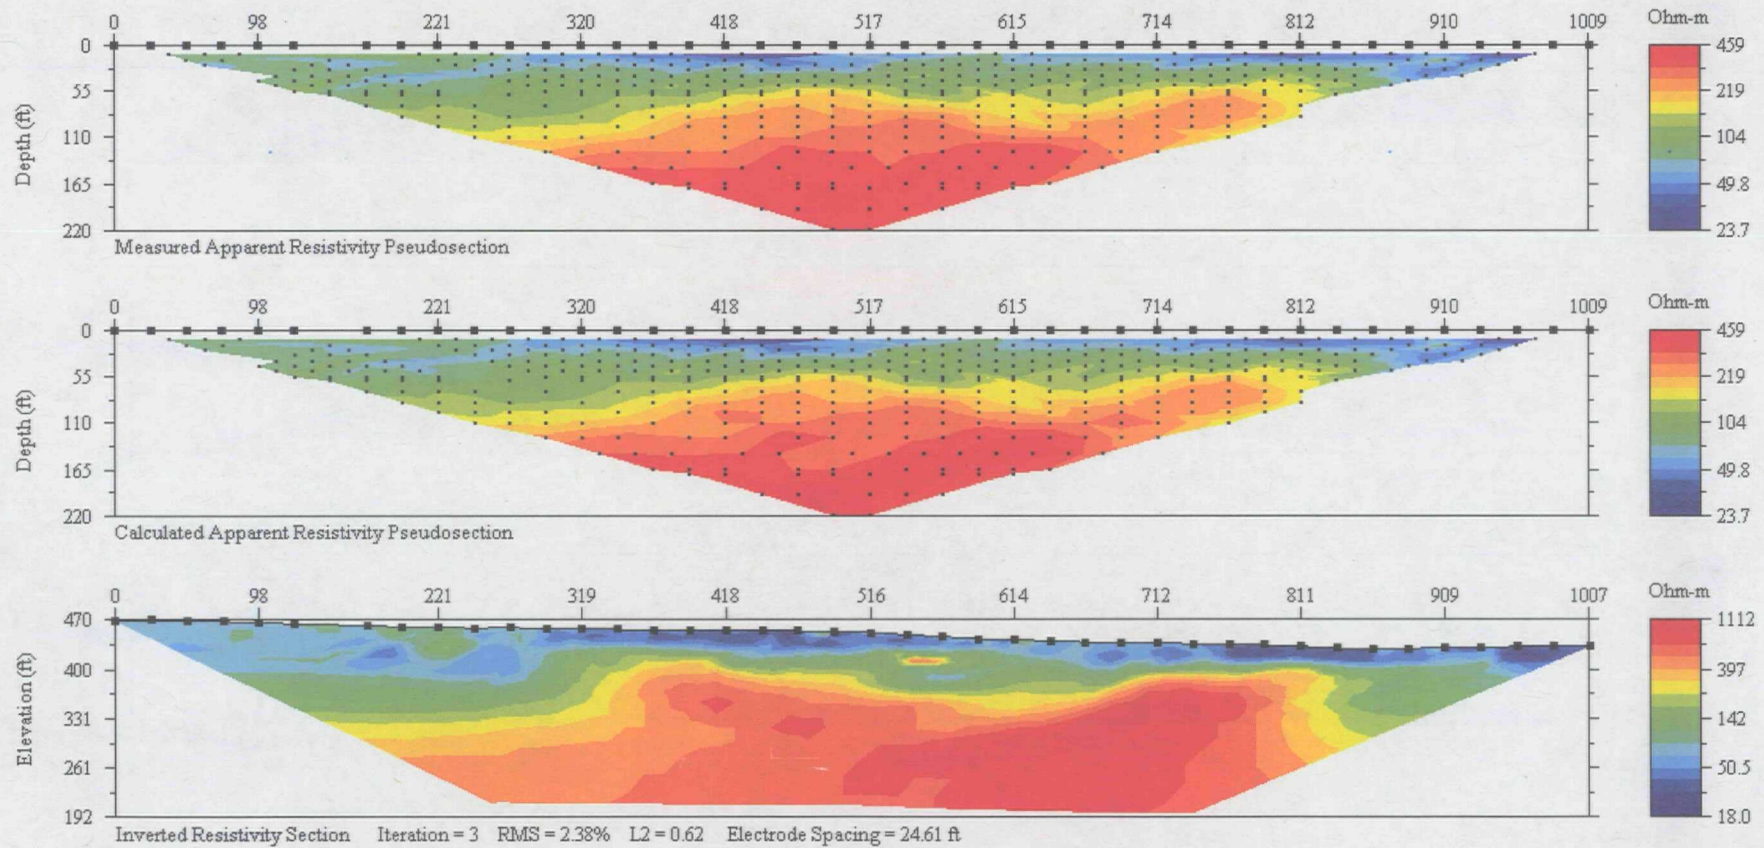 0 98 221 320 418 517 615 714 812 910 1009 Ohm-m
0 55 110 165 220
Depth (ft)
459 219 104 49.8 23.7
Measured Apparent Resistivity Pseudosection
0 98 221 320 418 517 615 714 812 910 1009 Ohm-m
0 55 110 165 220
Depth (ft)
459 219 104 49.8 23.7
Calculated Apparent Resistivity Pseudosection
0 98 221 319 418 516 614 712 811 909 1007 Ohm-m
470 400 331 261 192
Elevation (ft)
1112 397 142 50.5 18.0
Inverted Resistivity Section Iteration = 3 RMS = 2.38% L2 = 0.62 Electrode Spacing = 24.61 ft